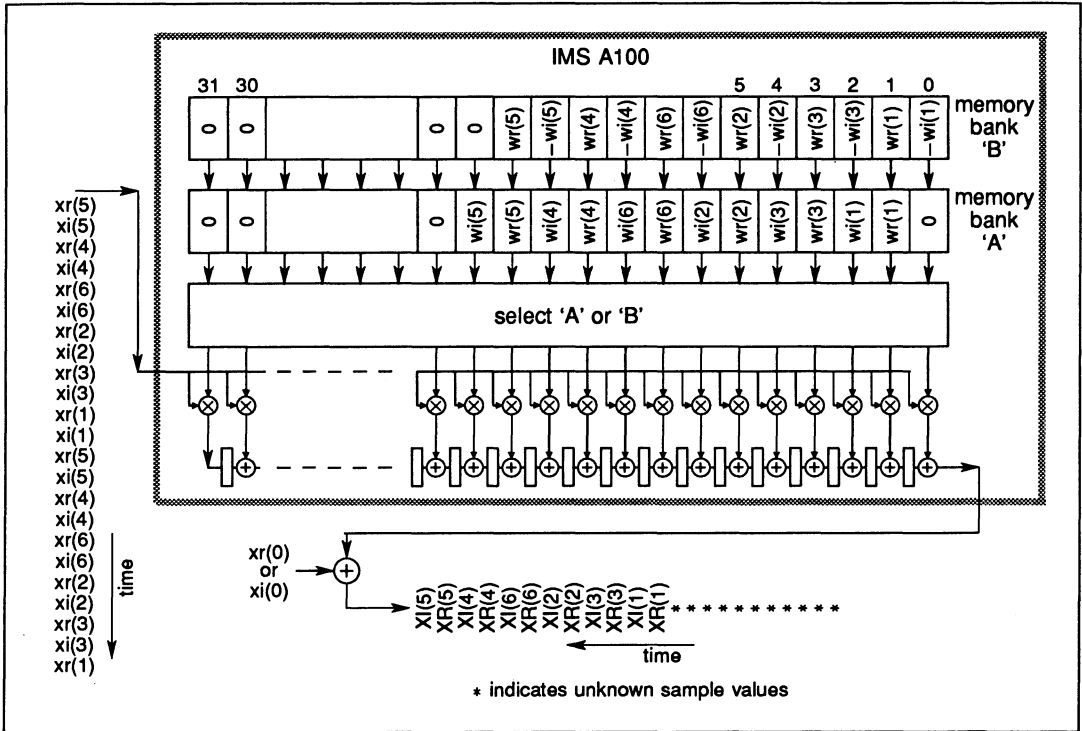 IMS A100
31 30 5 4 3 2 1 0
0 0 0 0 wr(5) −wi(5) wr(4) −wi(4) wr(6) −wi(6) wr(2) −wi(2) wr(3) −wi(3) wr(1) −wi(1)
memory
bank
'B'
0 0 0 wi(5) wr(5) wi(4) wr(4) wi(6) wr(6) wi(2) wr(2) wi(3) wr(3) wi(1) wr(1) 0
memory
bank
'A'
select 'A' or 'B'
xr(5)
xi(5)
xr(4)
xi(4)
xr(6)
xi(6)
xr(2)
xi(2)
xr(3)
xi(3)
xr(1)
xi(1)
xr(5)
xi(5)
xr(4)
xi(4)
xr(6)
xi(6)
xr(2)
xi(2)
xr(3)
xi(3)
xr(1)
time
xr(0)
or
xi(0)
XI(5) XR(5) XI(4) XR(4) XI(6) XR(6) XI(2) XR(2) XI(3) XR(3) XI(1) XR(1) * * * * * * * * * * *
time
* indicates unknown sample values